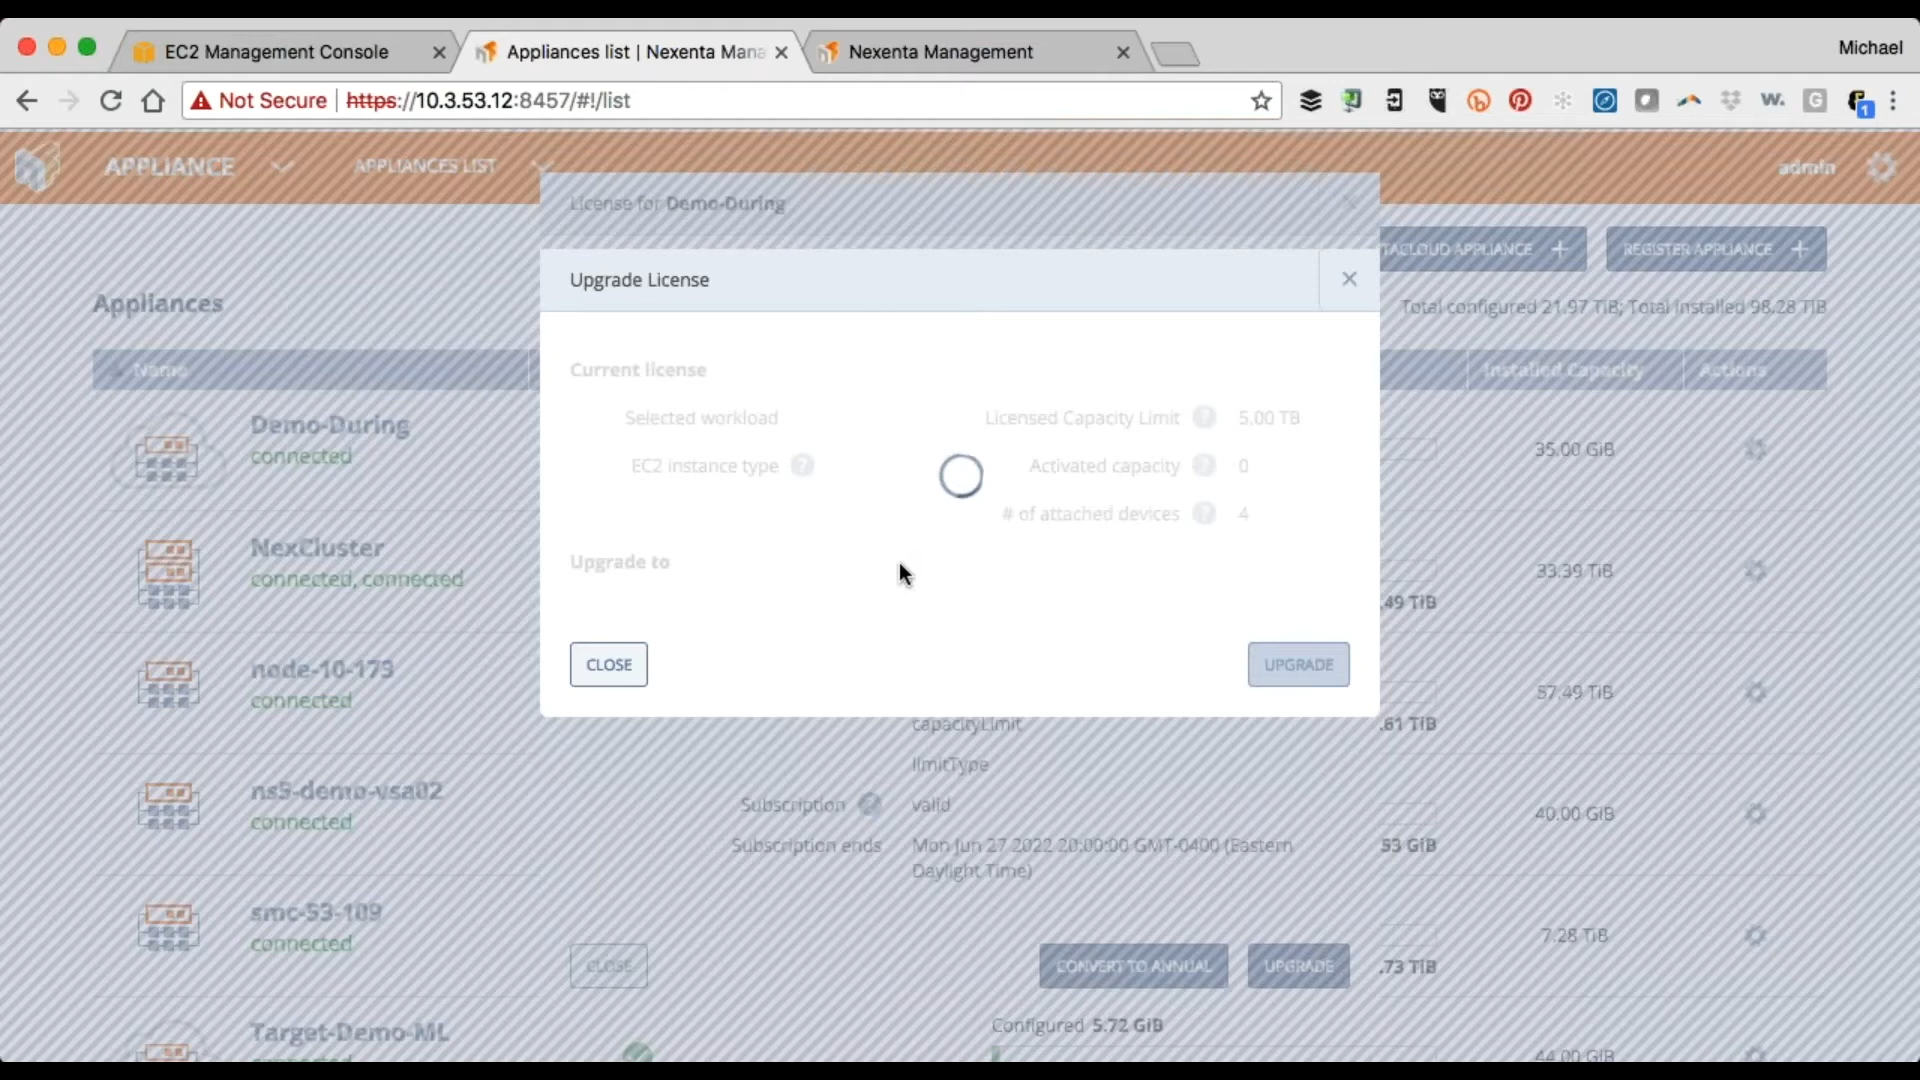 EC2 Management Console
Appliances list | Nexenta Mana
Nexenta Management
Michael
Not Secure | https://10.3.53.12:8457/#!/list
W.
G
1
APPLIANCE
APPLIANCES LIST
admin
License for Demo-During
TACLOUD APPLIANCE +
REGISTER APPLIANCE +
Upgrade License
Appliances
Total configured 21.97 TiB; Total installed 98.28 TiB
Name
Installed Capacity
Actions
Current license
Selected workload
Licensed Capacity Limit ? 5.00 TB
EC2 instance type ?
Activated capacity ? 0
# of attached devices ? 4
Upgrade to
CLOSE
UPGRADE
Demo-During
connected
35.00 GiB
NexCluster
connected, connected
33.39 TiB
.49 TiB
node-10-173
connected
57.49 TiB
.61 TiB
capacityLimit
limitType
ns5-demo-vsa02
connected
Subscription ? valid
40.00 GiB
Subscription ends
Mon Jun 27 2022 20:00:00 GMT-0400 (Eastern
Daylight Time)
53 GiB
smc-53-109
connected
7.28 TiB
CLOSE
CONVERT TO ANNUAL
UPGRADE
.73 TiB
Target-Demo-ML
connected
Configured 5.72 GiB
44.00 GiB